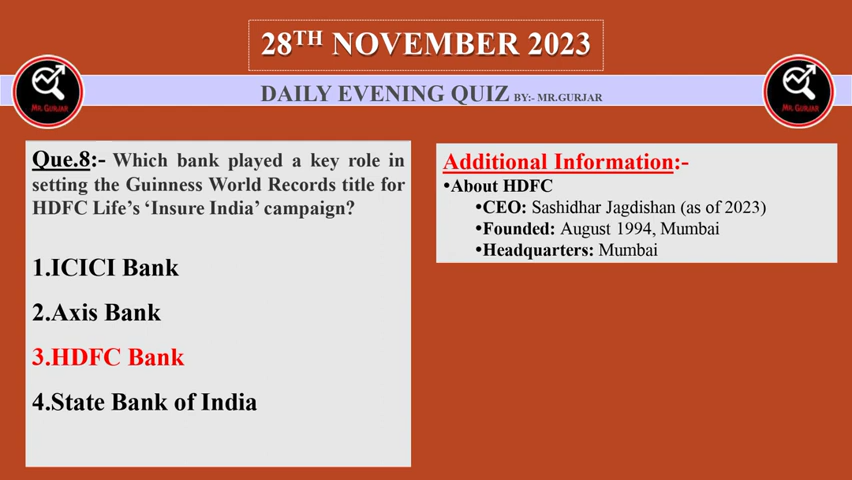 28TH NOVEMBER 2023
DAILY EVENING QUIZ BY:- MR.GURJAR
MR.GURJAR
MR.GURJAR
Que.8:- Which bank played a key role in
setting the Guinness World Records title for
HDFC Life’s ‘Insure India’ campaign?
1.ICICI Bank
2.Axis Bank
3.HDFC Bank
4.State Bank of India
Additional Information:-
•About HDFC
•CEO: Sashidhar Jagdishan (as of 2023)
•Founded: August 1994, Mumbai
•Headquarters: Mumbai